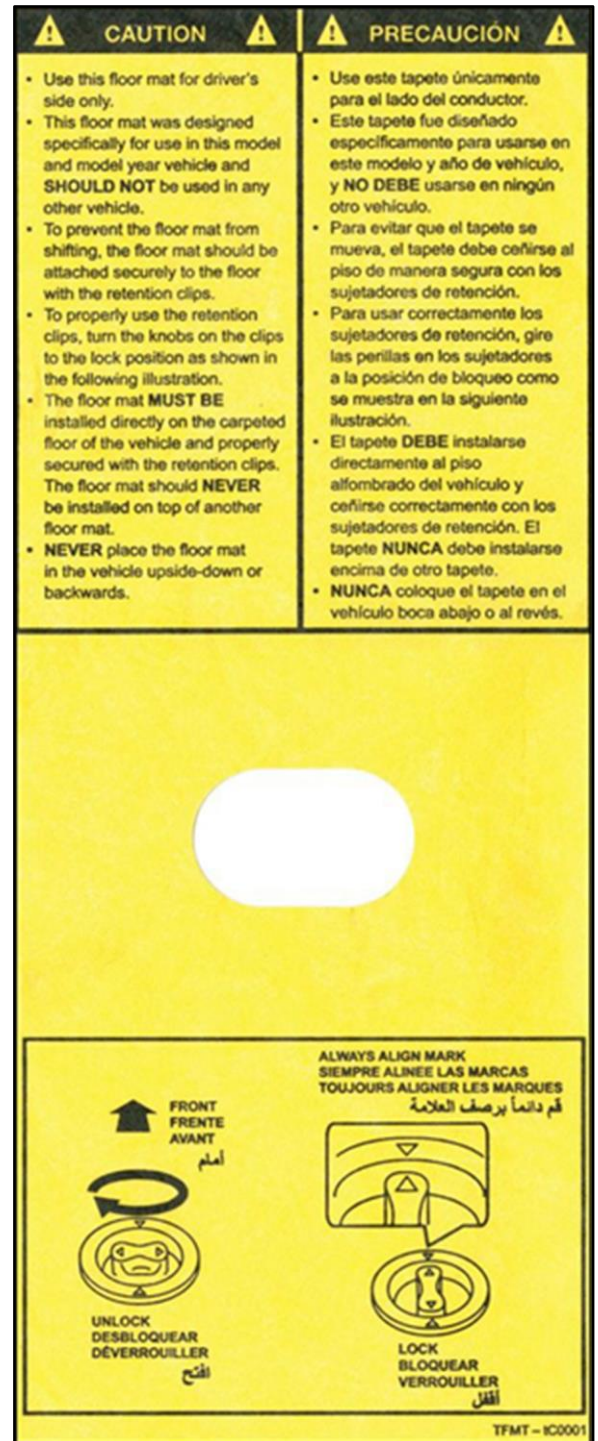 CAUTION
Use this floor mat for driver's
side only.
This floor mat was designed
specifically for use in this model
and model year vehicle and
SHOULD NOT be used in any
other vehicle.
To prevent the floor mat from
shifting, the floor mat should be
attached securely to the floor
with the retention clips.
To properly use the retention
clips, turn the knobs on the clips
to the lock position as shown in
the following illustration.
The floor mat MUST BE
installed directly on the carpeted
floor of the vehicle and properly
secured with the retention clips.
The floor mat should NEVER
be installed on top of another
floor mat.
NEVER place the floor mat
in the vehicle upside-down or
backwards.
PRECAUCIÓN
Use este tapete únicamente
para el lado del conductor.
Este tapete fue diseñado
específicamente para usarse en
este modelo y año de vehículo,
y NO DEBE usarse en ningún
otro vehículo.
Para evitar que el tapete se
mueva, el tapete debe ceñirse al
piso de manera segura con los
sujetadores de retención.
Para usar correctamente los
sujetadores de retención, gire
las perillas en los sujetadores
a la posición de bloqueo como
se muestra en la siguiente
ilustración.
El tapete DEBE instalarse
directamente al piso
alfombrado del vehículo y
ceñirse correctamente con los
sujetadores de retención. El
tapete NUNCA debe instalarse
encima de otro tapete.
NUNCA coloque el tapete en el
vehículo boca abajo o al revés.
FRONT
FRENTE
AVANT
أمام
UNLOCK
DESBLOQUEAR
DÉVERROUILLER
افتح
ALWAYS ALIGN MARK
SIEMPRE ALINEE LAS MARCAS
TOUJOURS ALIGNER LES MARQUES
قم دائماً برصف العلامة
LOCK
BLOQUEAR
VERROUILLER
أقفل
TFMT – tC0001